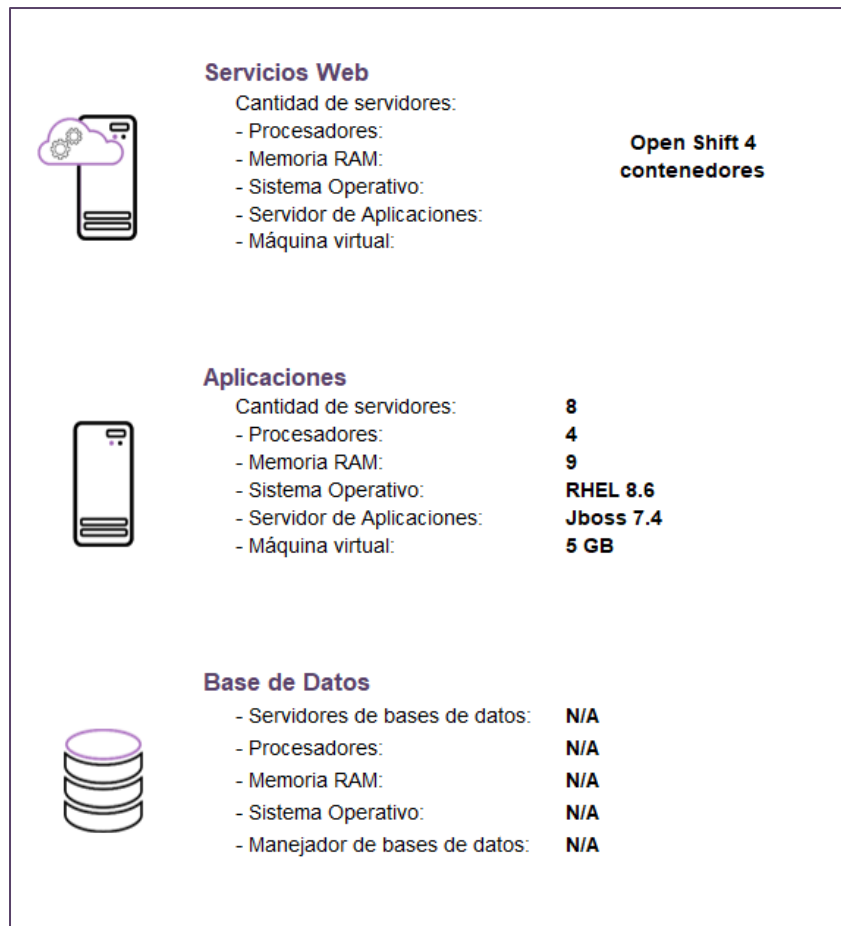 Servicios Web
Cantidad de servidores:
- Procesadores:
- Memoria RAM:
- Sistema Operativo:
- Servidor de Aplicaciones:
- Máquina virtual:
Open Shift 4
contenedores
Aplicaciones
Cantidad de servidores: 8
- Procesadores: 4
- Memoria RAM: 9
- Sistema Operativo: RHEL 8.6
- Servidor de Aplicaciones: Jboss 7.4
- Máquina virtual: 5 GB
Base de Datos
- Servidores de bases de datos: N/A
- Procesadores: N/A
- Memoria RAM: N/A
- Sistema Operativo: N/A
- Manejador de bases de datos: N/A